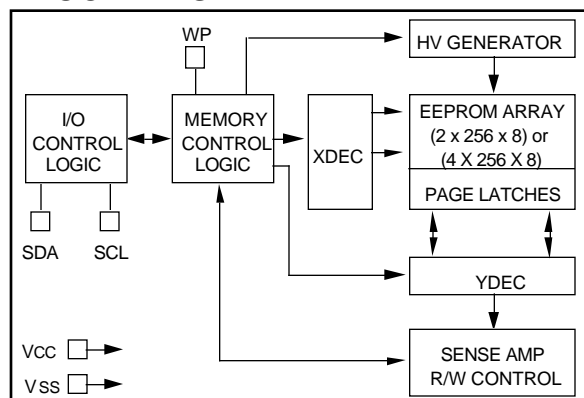 WP
HV GENERATOR
I/O
CONTROL
LOGIC
MEMORY
CONTROL
LOGIC
XDEC
EEPROM ARRAY
(2 x 256 x 8) or
(4 X 256 X 8)
PAGE LATCHES
SDA
SCL
YDEC
VCC
VSS
SENSE AMP
R/W CONTROL